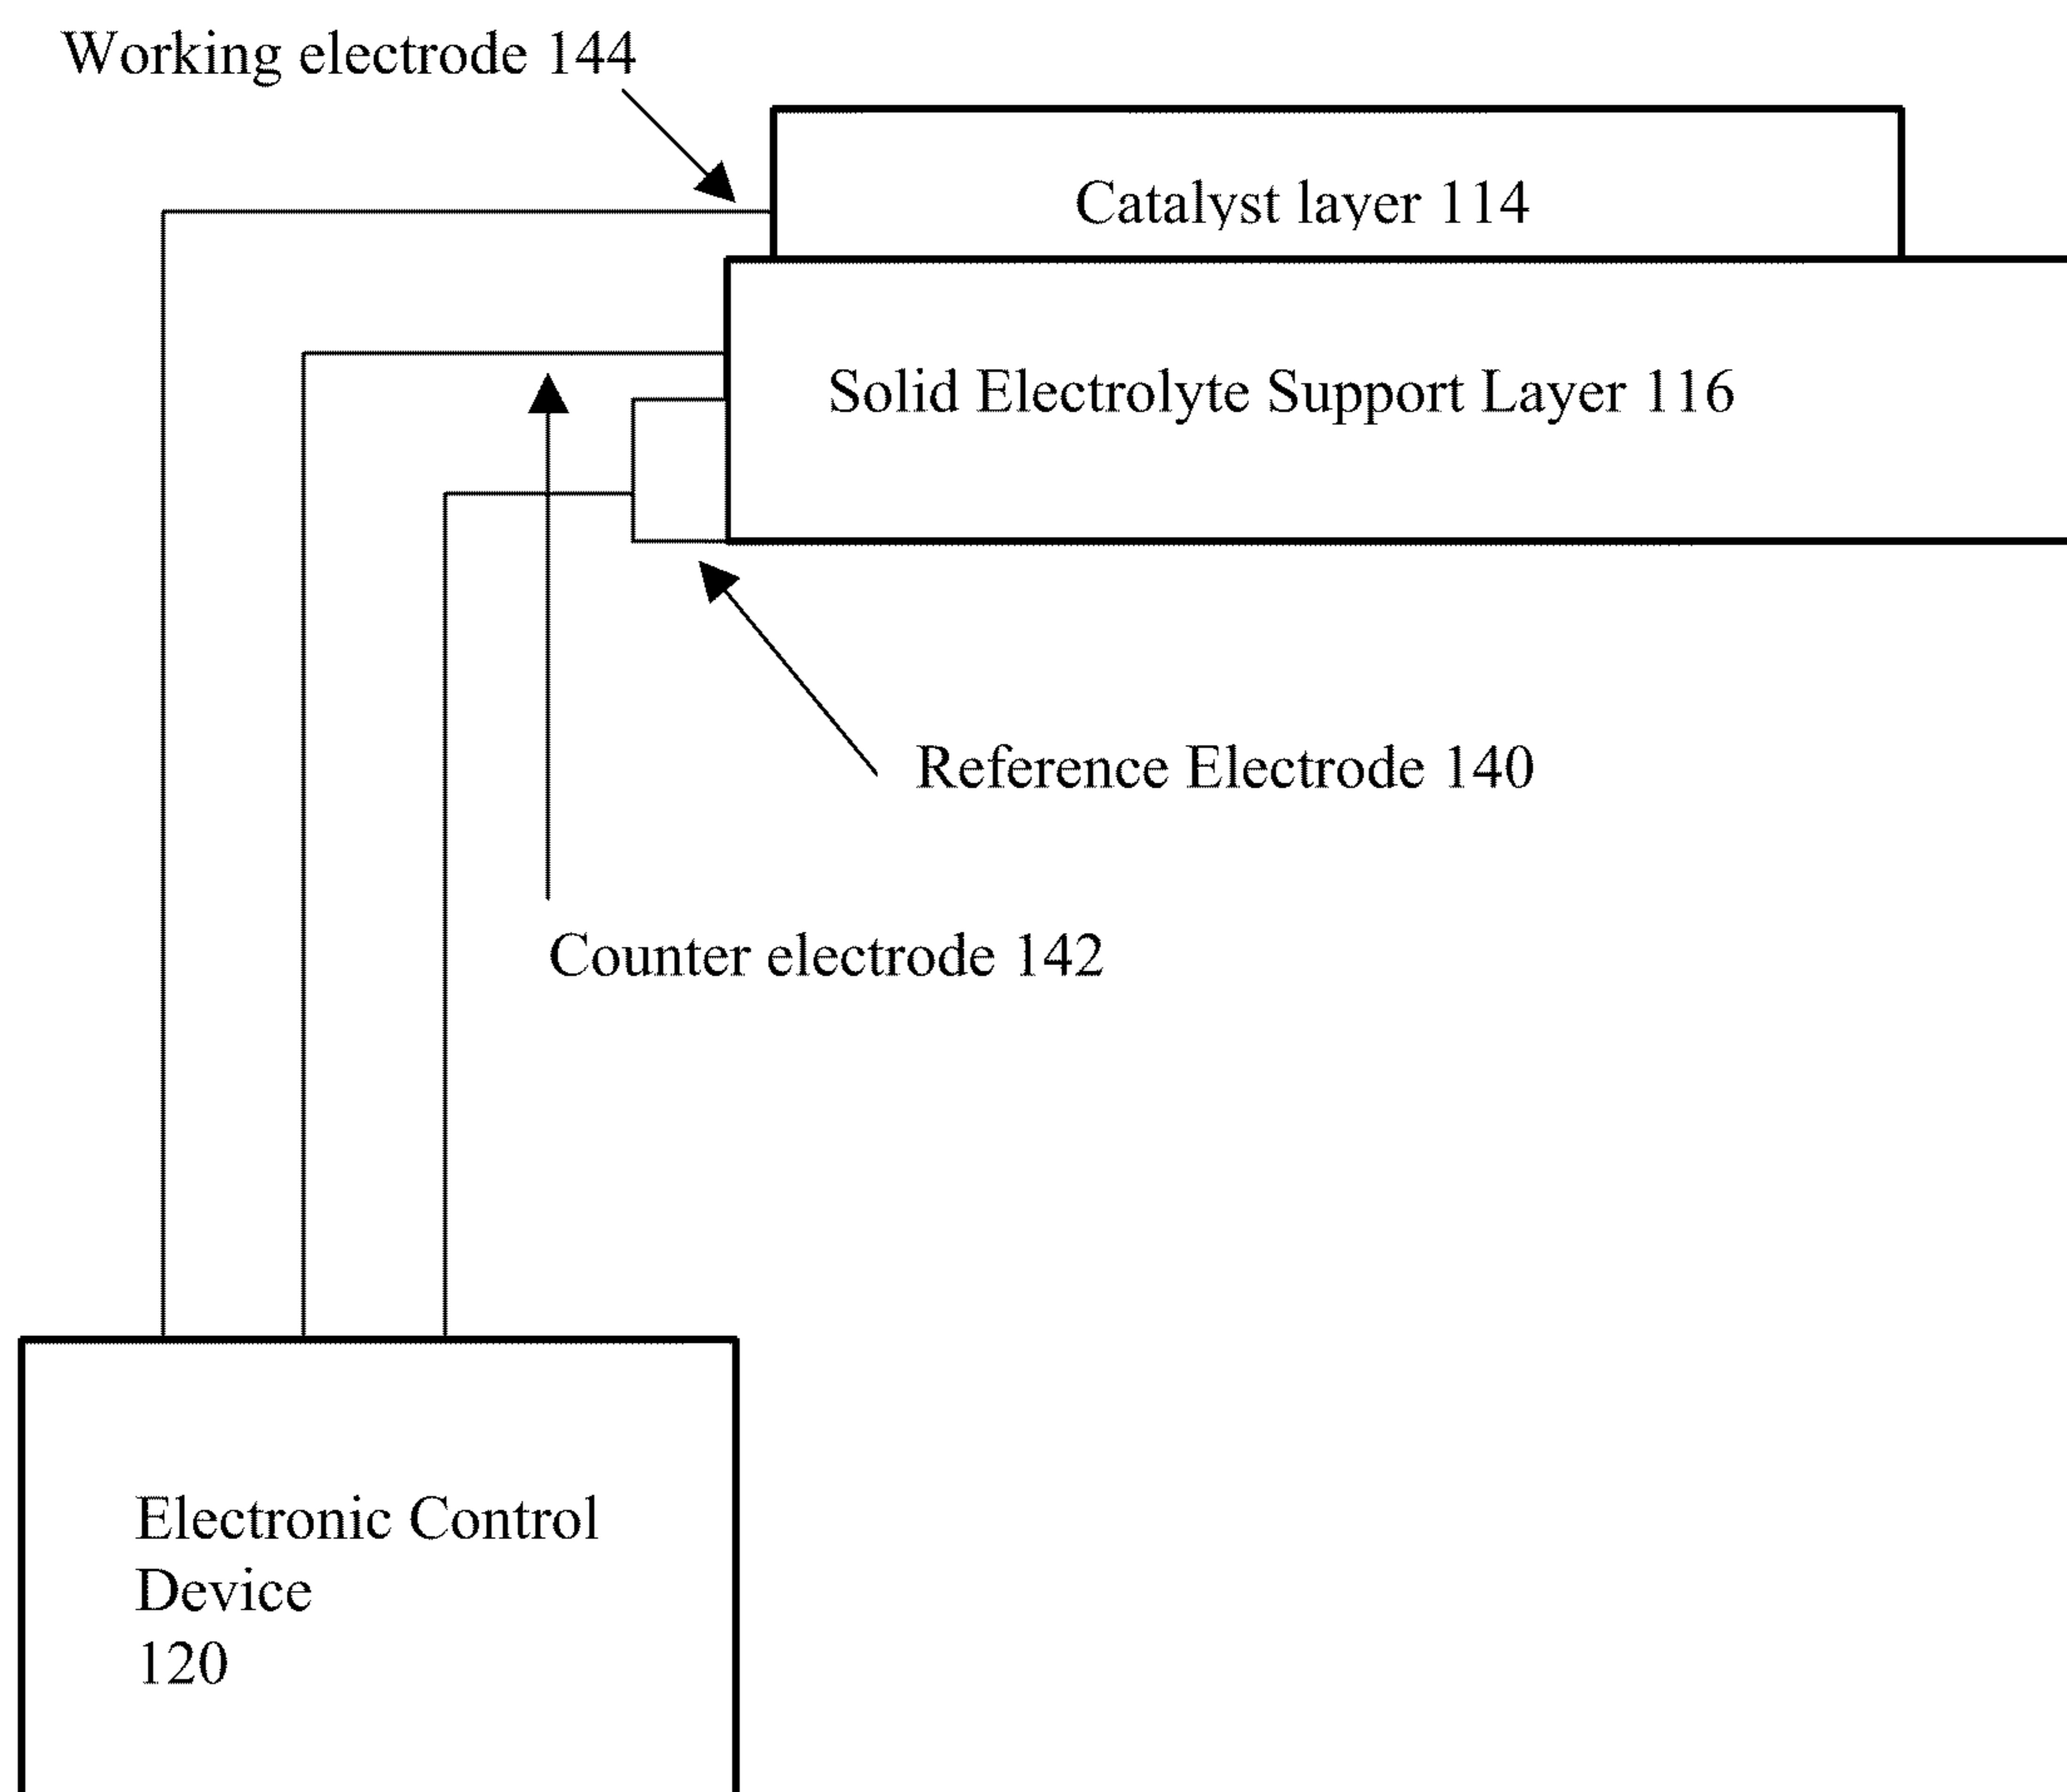 Working electrode 144
Catalyst layer 114
Solid Electrolyte Support Layer 116
Reference Electrode 140
Counter electrode 142
Electronic Control
Device
120